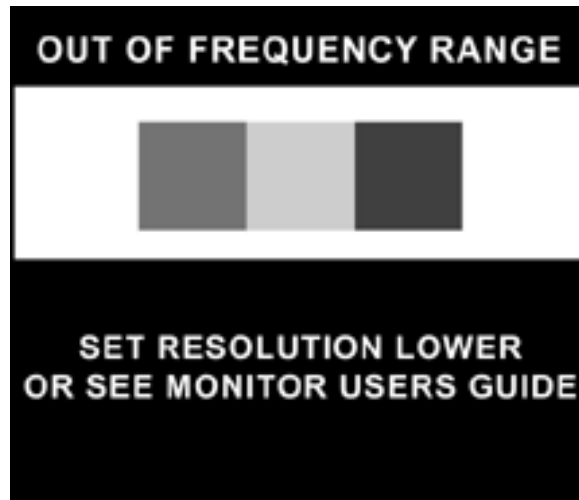 OUT OF FREQUENCY RANGE
SET RESOLUTION LOWER
OR SEE MONITOR USERS GUIDE